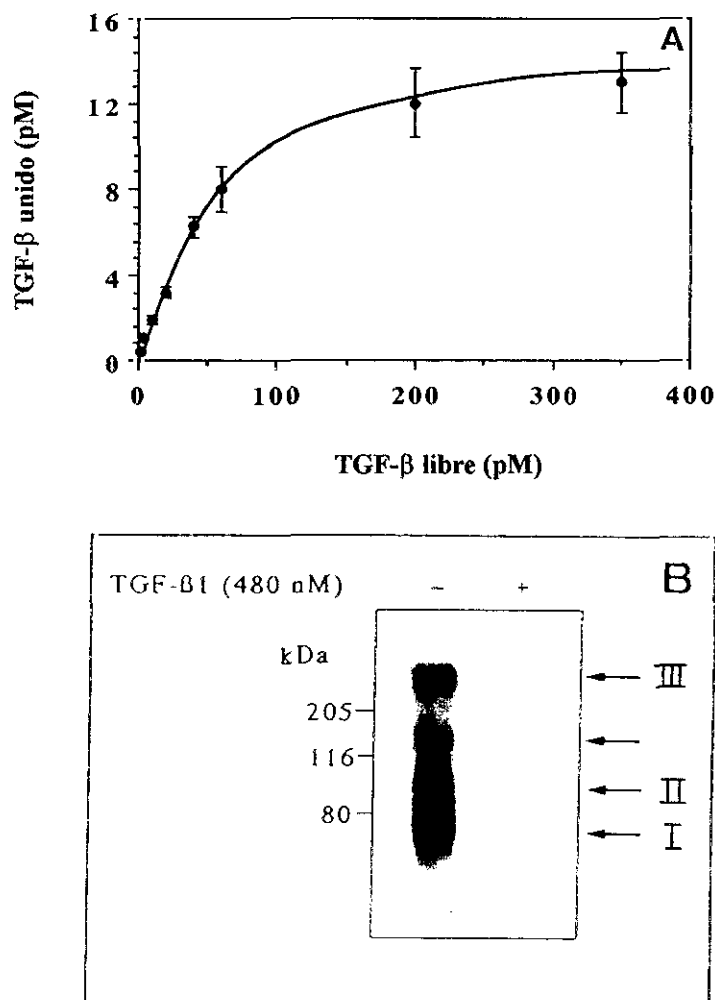 A
TGF-β unido (pM)
16
12
8
4
0
0 100 200 300 400
TGF-β libre (pM)
B
TGF-ß1 (480 nM) - +
kDa
III
205
116
II
80
I